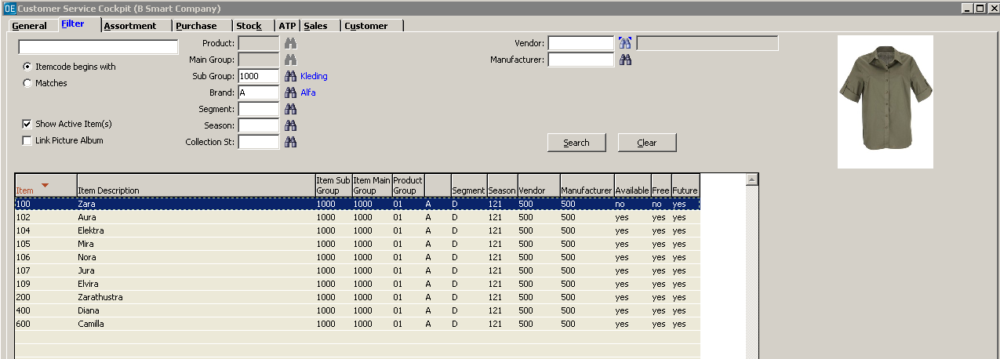 OE Customer Service Cockpit (B Smart Company)
General Filter Assortment Purchase Stock ATP Sales Customer
Product: Vendor:
Itemcode begins with Main Group: Manufacturer:
Matches Sub Group: 1000 Kleding
Brand: A Alfa
Segment:
Show Active Item(s) Season:
Link Picture Album Collection St: Search Clear
Item Item Description Item Sub Group Item Main Group Product Group Segment Season Vendor Manufacturer Available Free Future
100 Zara 1000 1000 01 A D 121 500 500 no no yes
102 Aura 1000 1000 01 A D 121 500 500 yes yes yes
104 Elektra 1000 1000 01 A D 121 500 500 yes yes yes
105 Mira 1000 1000 01 A D 121 500 500 yes yes yes
106 Nora 1000 1000 01 A D 121 500 500 yes yes yes
107 Jura 1000 1000 01 A D 121 500 500 yes yes yes
109 Elvira 1000 1000 01 A D 121 500 500 yes yes yes
200 Zarathustra 1000 1000 01 A D 121 500 500 yes yes yes
400 Diana 1000 1000 01 A D 121 500 500 yes yes yes
600 Camilla 1000 1000 01 A D 121 500 500 yes yes yes